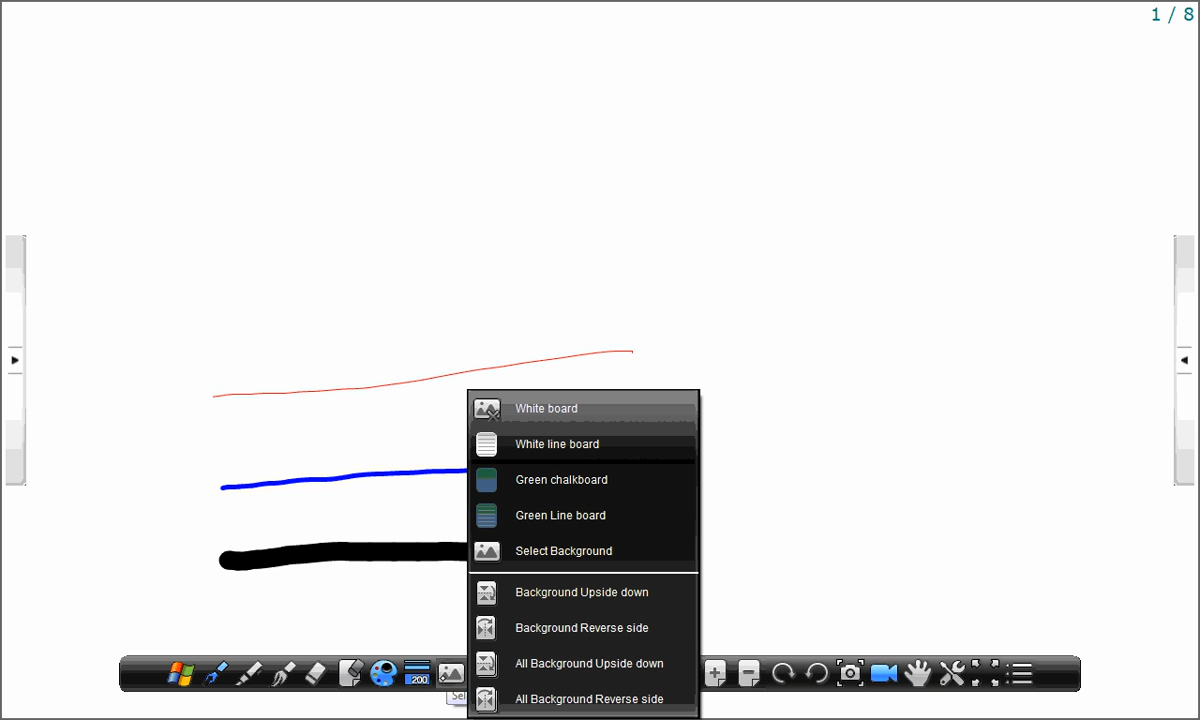 1 / 8
White board
White line board
Green chalkboard
Green Line board
Select Background
Background Upside down
Background Reverse side
All Background Upside down
All Background Reverse side
200